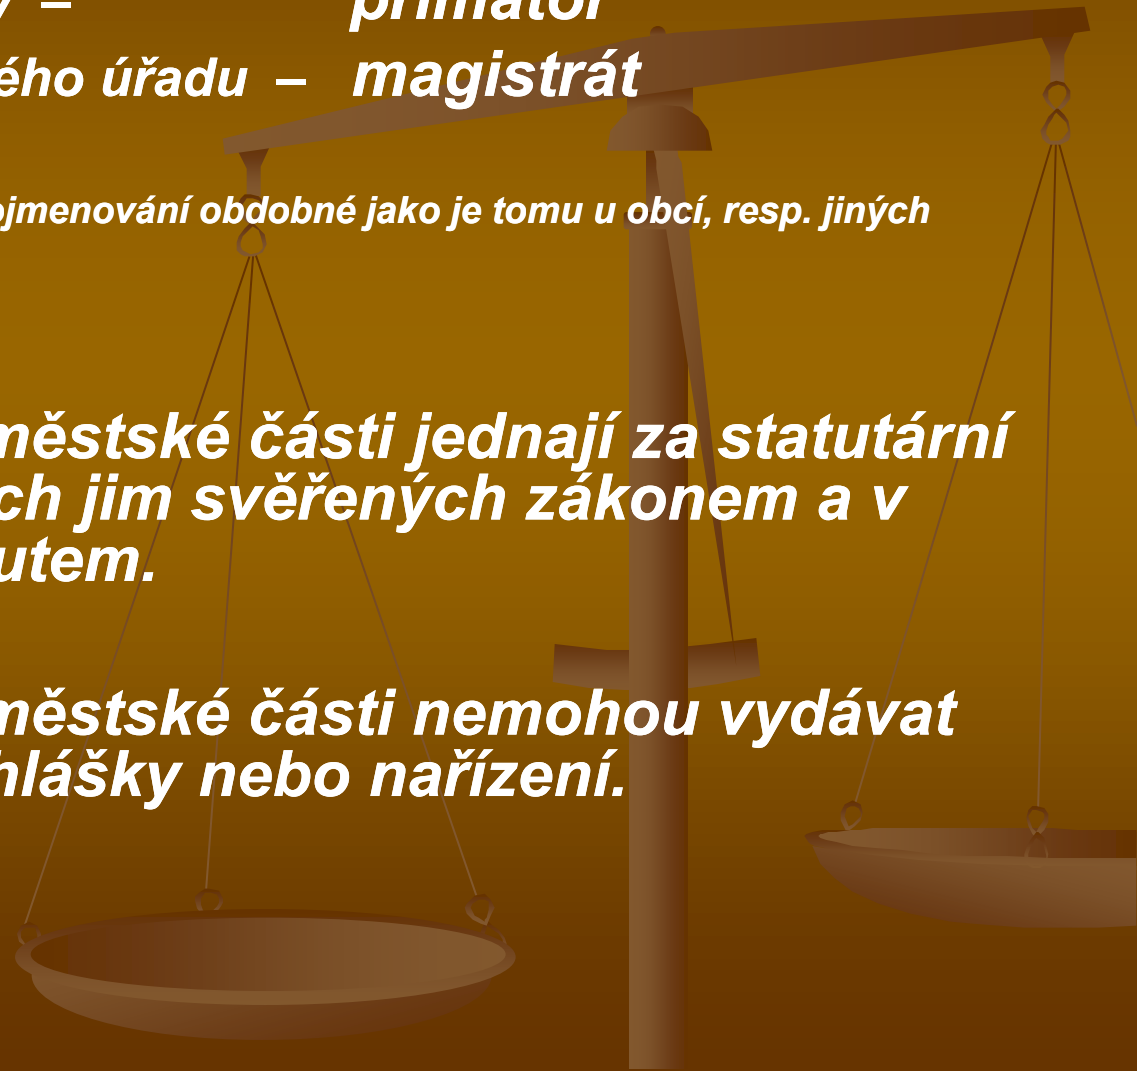 – primátor
ého úřadu – magistrát
ojmenování obdobné jako je tomu u obcí, resp. jiných
městské části jednají za statutární
ch jim svěřených zákonem a v
utem.
městské části nemohou vydávat
hlášky nebo nařízení.